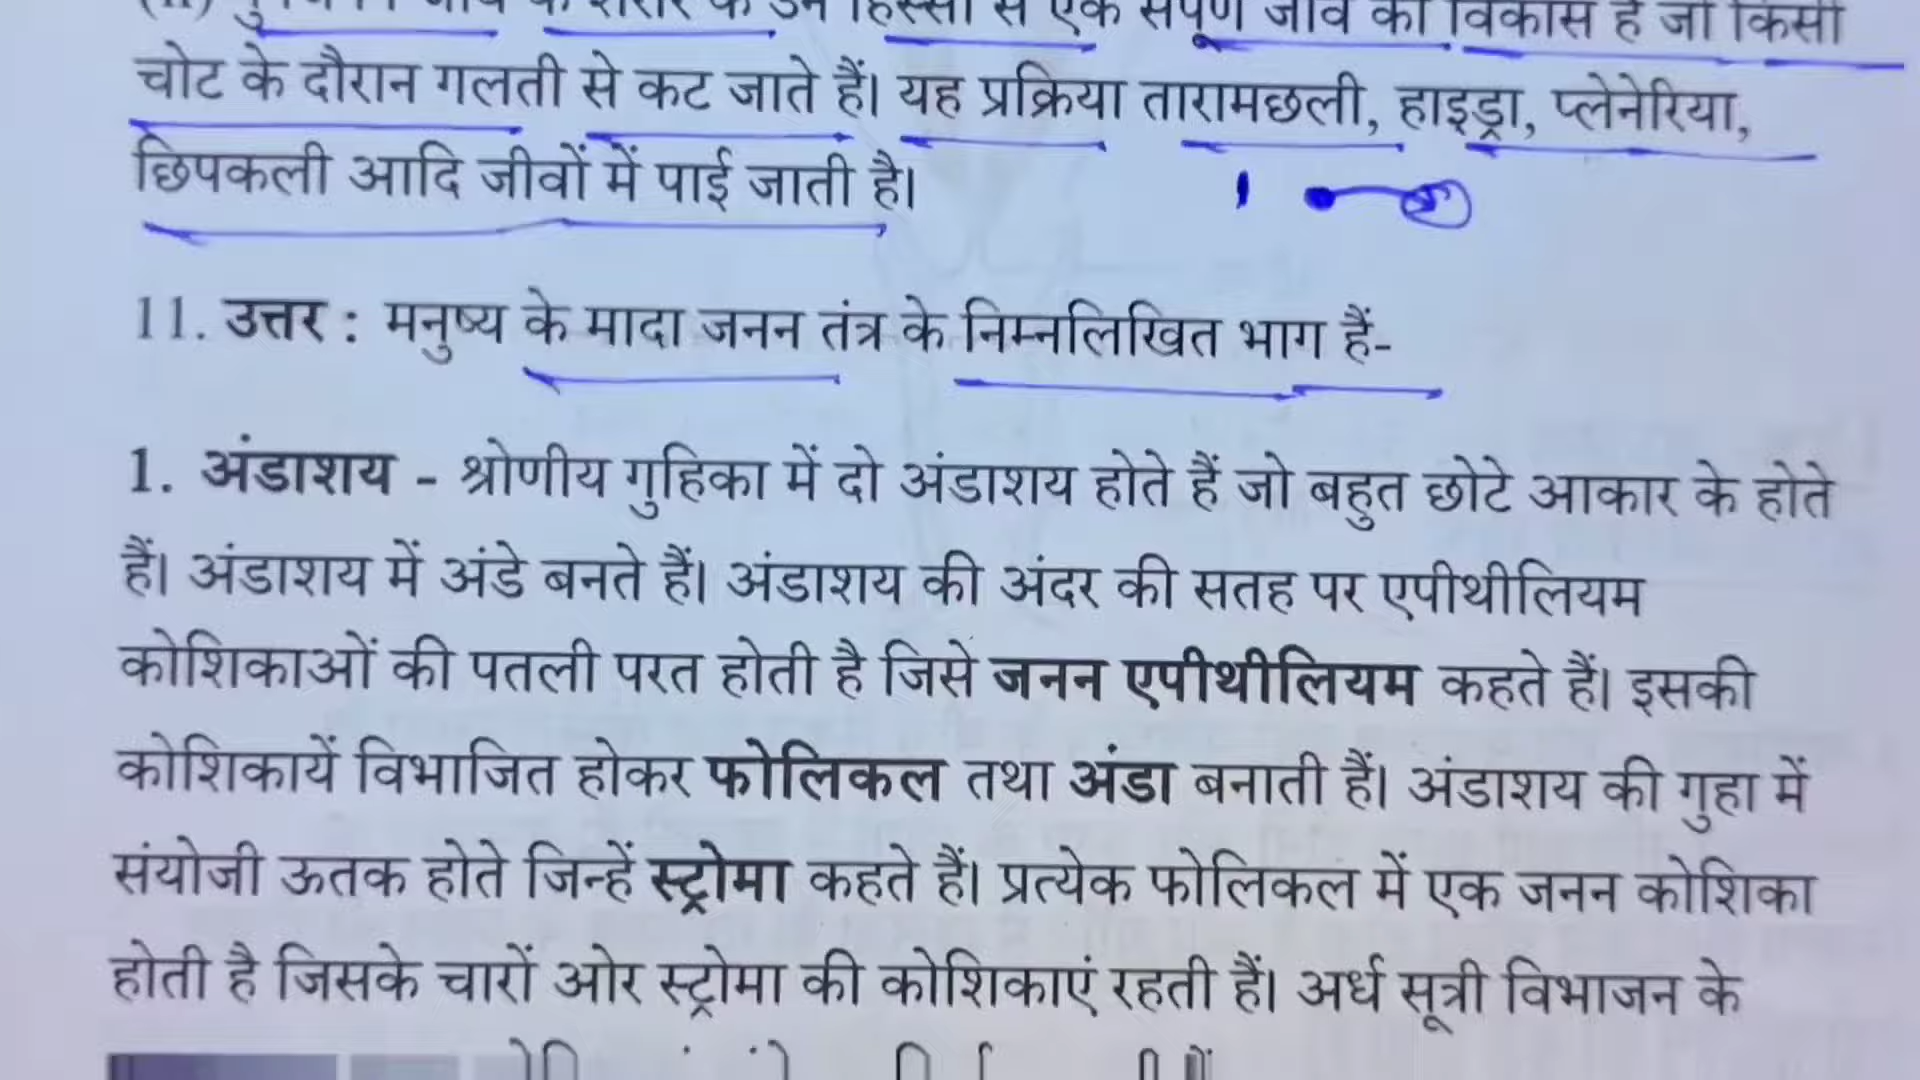 के उन हिस्सों से एक संपूर्ण जीव का विकास है जो किसी
चोट के दौरान गलती से कट जाते हैं। यह प्रक्रिया तारामछली, हाइड्रा, प्लेनेरिया,
छिपकली आदि जीवों में पाई जाती है।
11. उत्तर : मनुष्य के मादा जनन तंत्र के निम्नलिखित भाग हैं-
1. अंडाशय - श्रोणीय गुहिका में दो अंडाशय होते हैं जो बहुत छोटे आकार के होते
हैं। अंडाशय में अंडे बनते हैं। अंडाशय की अंदर की सतह पर एपीथीलियम
कोशिकाओं की पतली परत होती है जिसे जनन एपीथीलियम कहते हैं। इसकी
कोशिकायें विभाजित होकर फोलिकल तथा अंडा बनाती हैं। अंडाशय की गुहा में
संयोजी ऊतक होते जिन्हें स्ट्रोमा कहते हैं। प्रत्येक फोलिकल में एक जनन कोशिका
होती है जिसके चारों ओर स्ट्रोमा की कोशिकाएं रहती हैं। अर्ध सूत्री विभाजन के